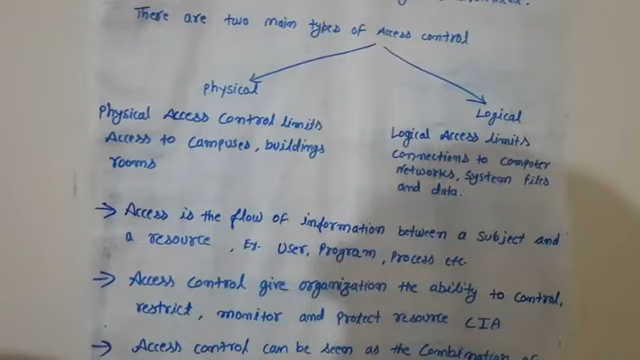 There are two main types of Access control
Physical
Logical
Physical Access Control limits
Access to campuses, buildings
rooms
Logical Access limits
connections to computer
networks, system files
and data.
→ Access is the flow of information between a subject and
a resource, Ex. User, Program, Process etc.
→ Access control give organization the ability to control,
restrict, monitor and Protect resource CIA
→ Access control can be seen as the Combination of